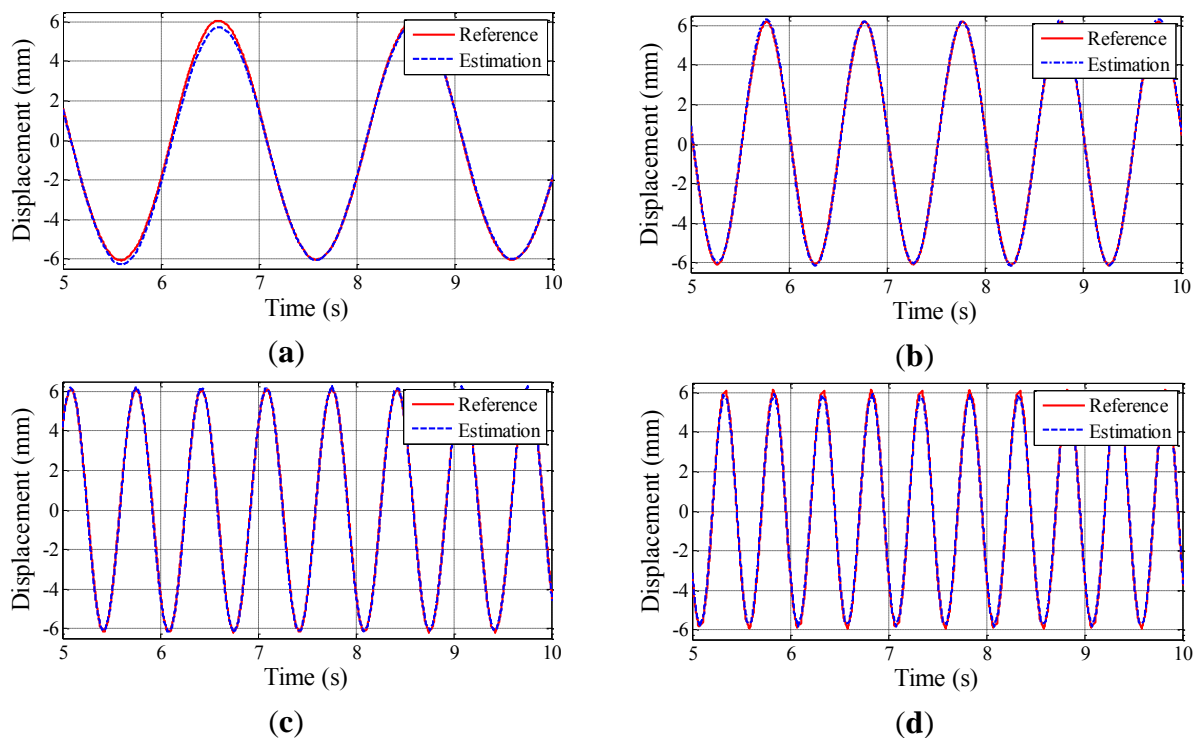 6
4
2
0
-2
-4
-6
Displacement (mm)
Reference
Estimation
5 6 7 8 9 10
Time (s)
(a)
6
4
2
0
-2
-4
-6
Displacement (mm)
Reference
Estimation
5 6 7 8 9 10
Time (s)
(b)
6
4
2
0
-2
-4
-6
Displacement (mm)
Reference
Estimation
5 6 7 8 9 10
Time (s)
(c)
6
4
2
0
-2
-4
-6
Displacement (mm)
Reference
Estimation
5 6 7 8 9 10
Time (s)
(d)